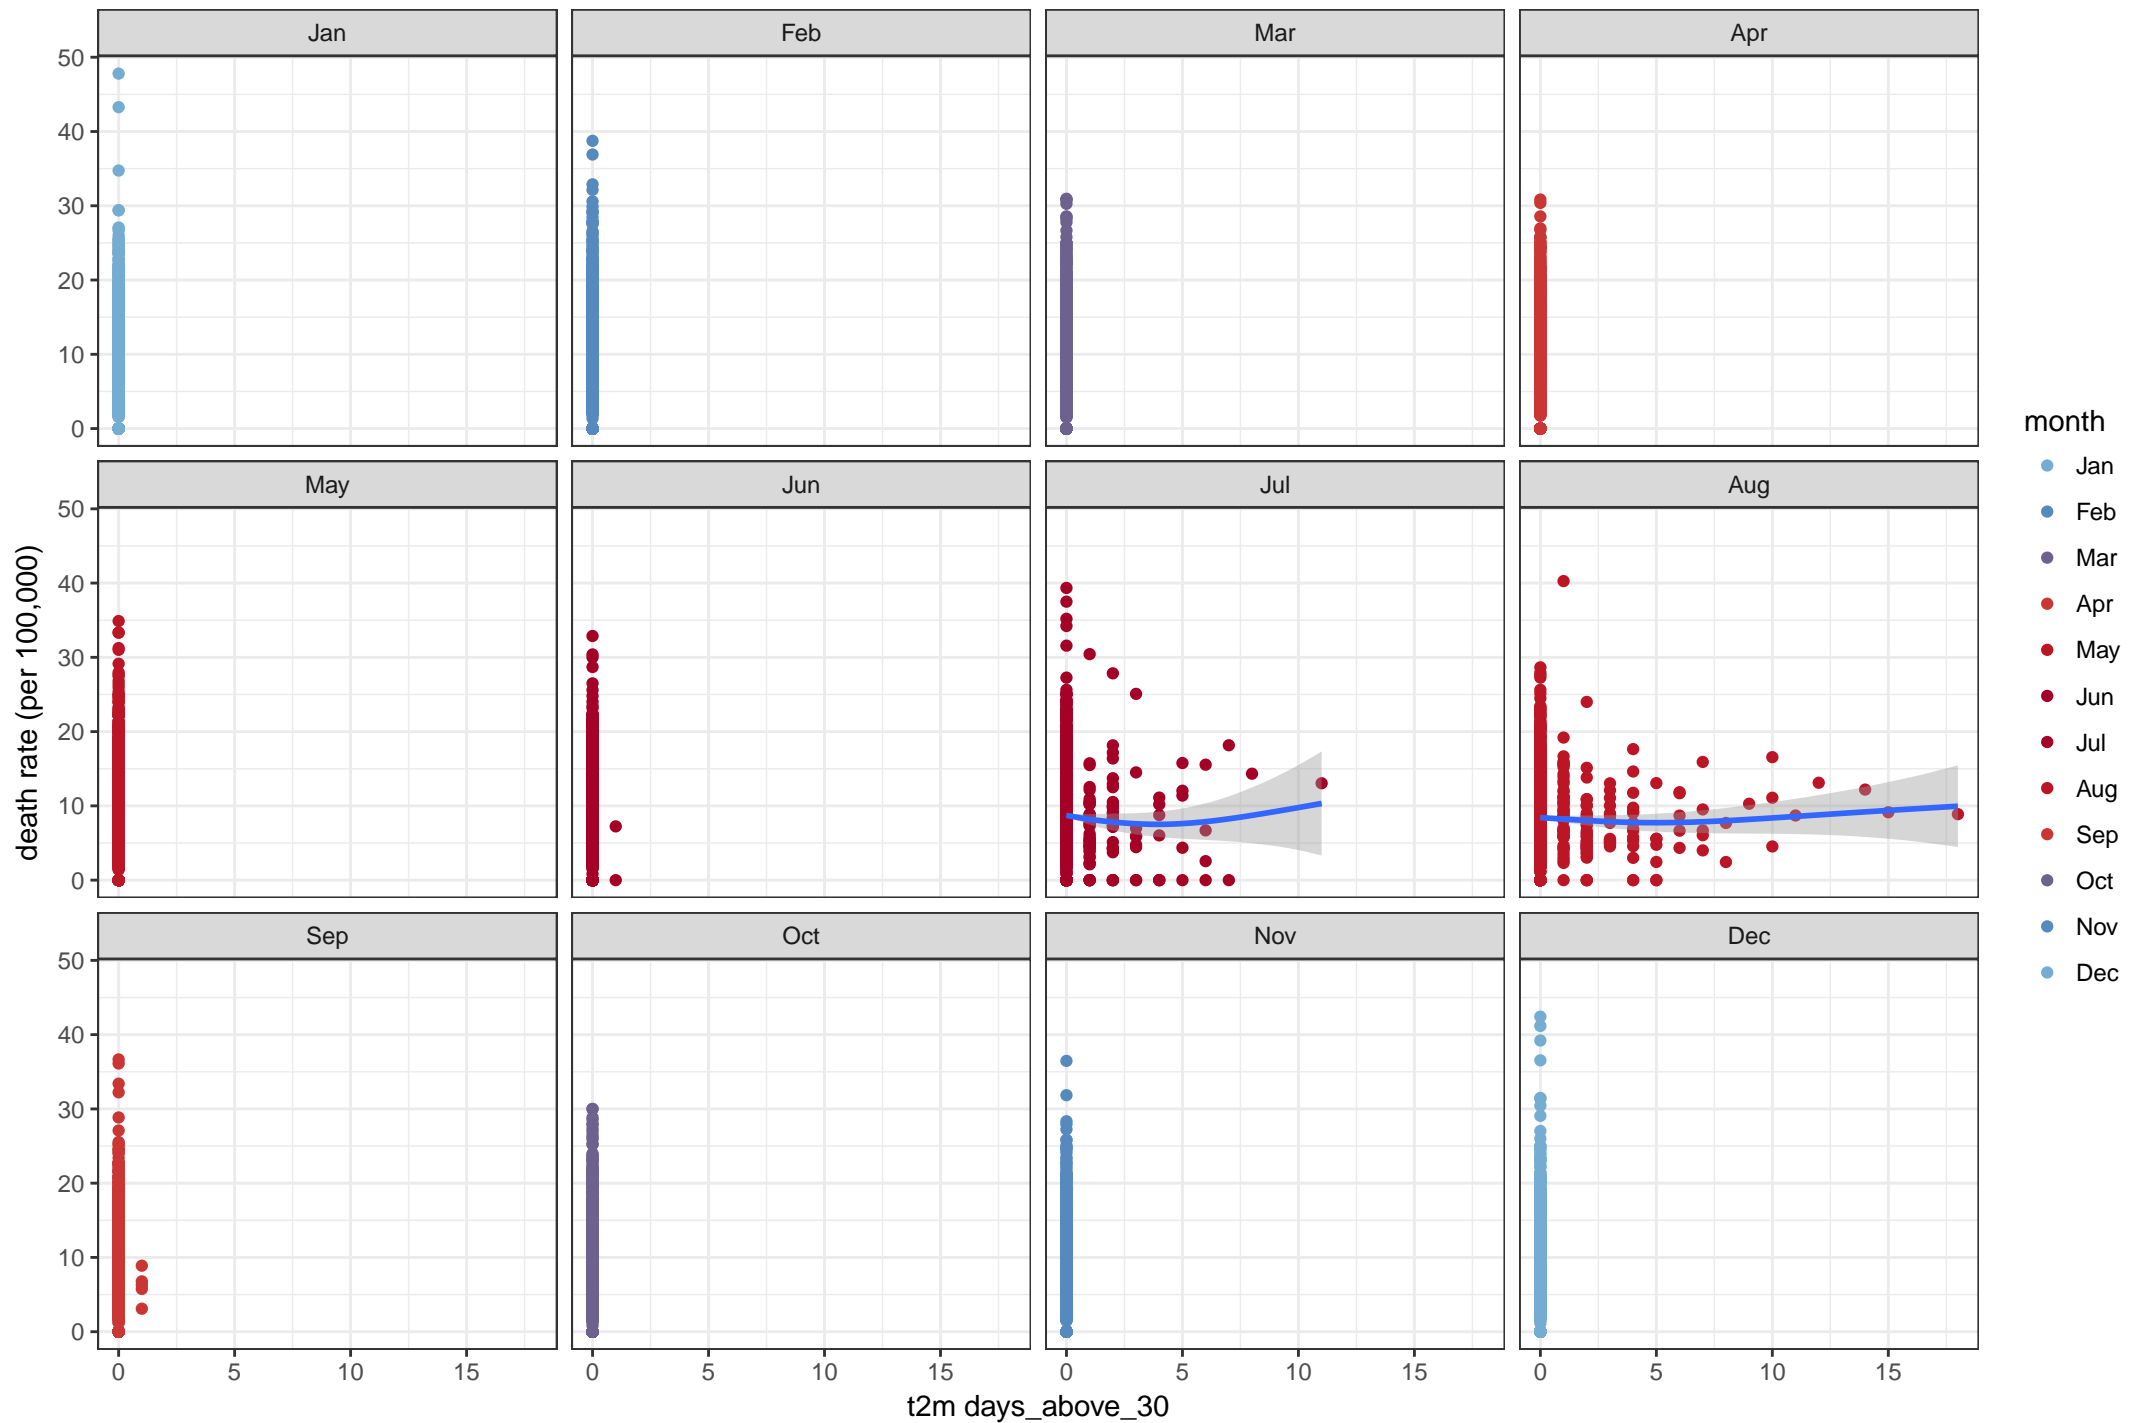 Jan Feb Mar Apr
50
40
30
20
10
0
May Jun Jul Aug
50
40
30
20
10
0
Sep Oct Nov Dec
50
40
30
20
10
0
0 5 10 15 0 5 10 15 0 5 10 15 0 5 10 15
t2m days_above_30
death rate (per 100,000)
month
Jan
Feb
Mar
Apr
May
Jun
Jul
Aug
Sep
Oct
Nov
Dec